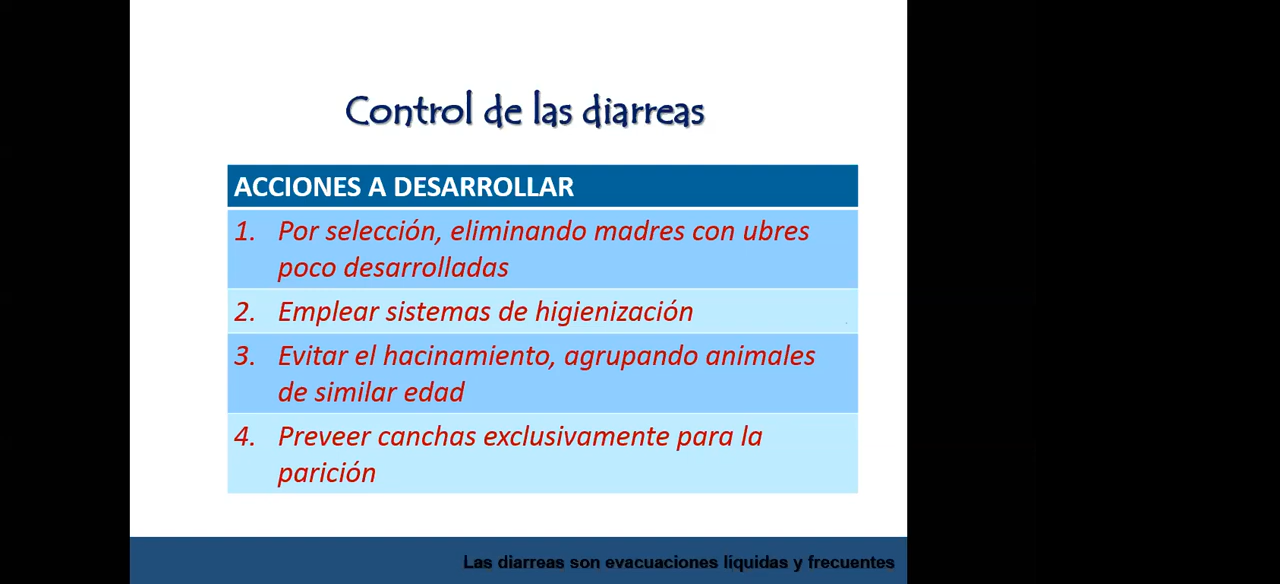 Control de las diarreas
ACCIONES A DESARROLLAR
1. Por selección, eliminando madres con ubres
poco desarrolladas
2. Emplear sistemas de higienización
3. Evitar el hacinamiento, agrupando animales
de similar edad
4. Preveer canchas exclusivamente para la
parición
Las diarreas son evacuaciones líquidas y frecuentes